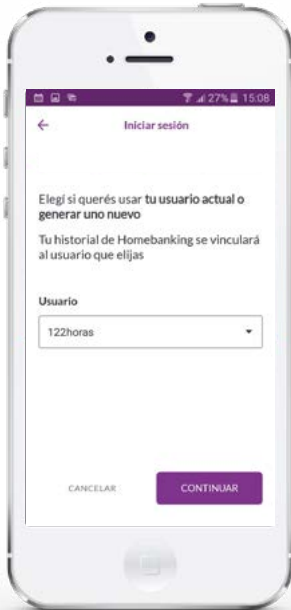 27% 15:08
Iniciar sesión
Elegí si querés usar tu usuario actual o
generar uno nuevo
Tu historial de Homebanking se vinculará
al usuario que elijas
Usuario
122horas
CANCELAR
CONTINUAR